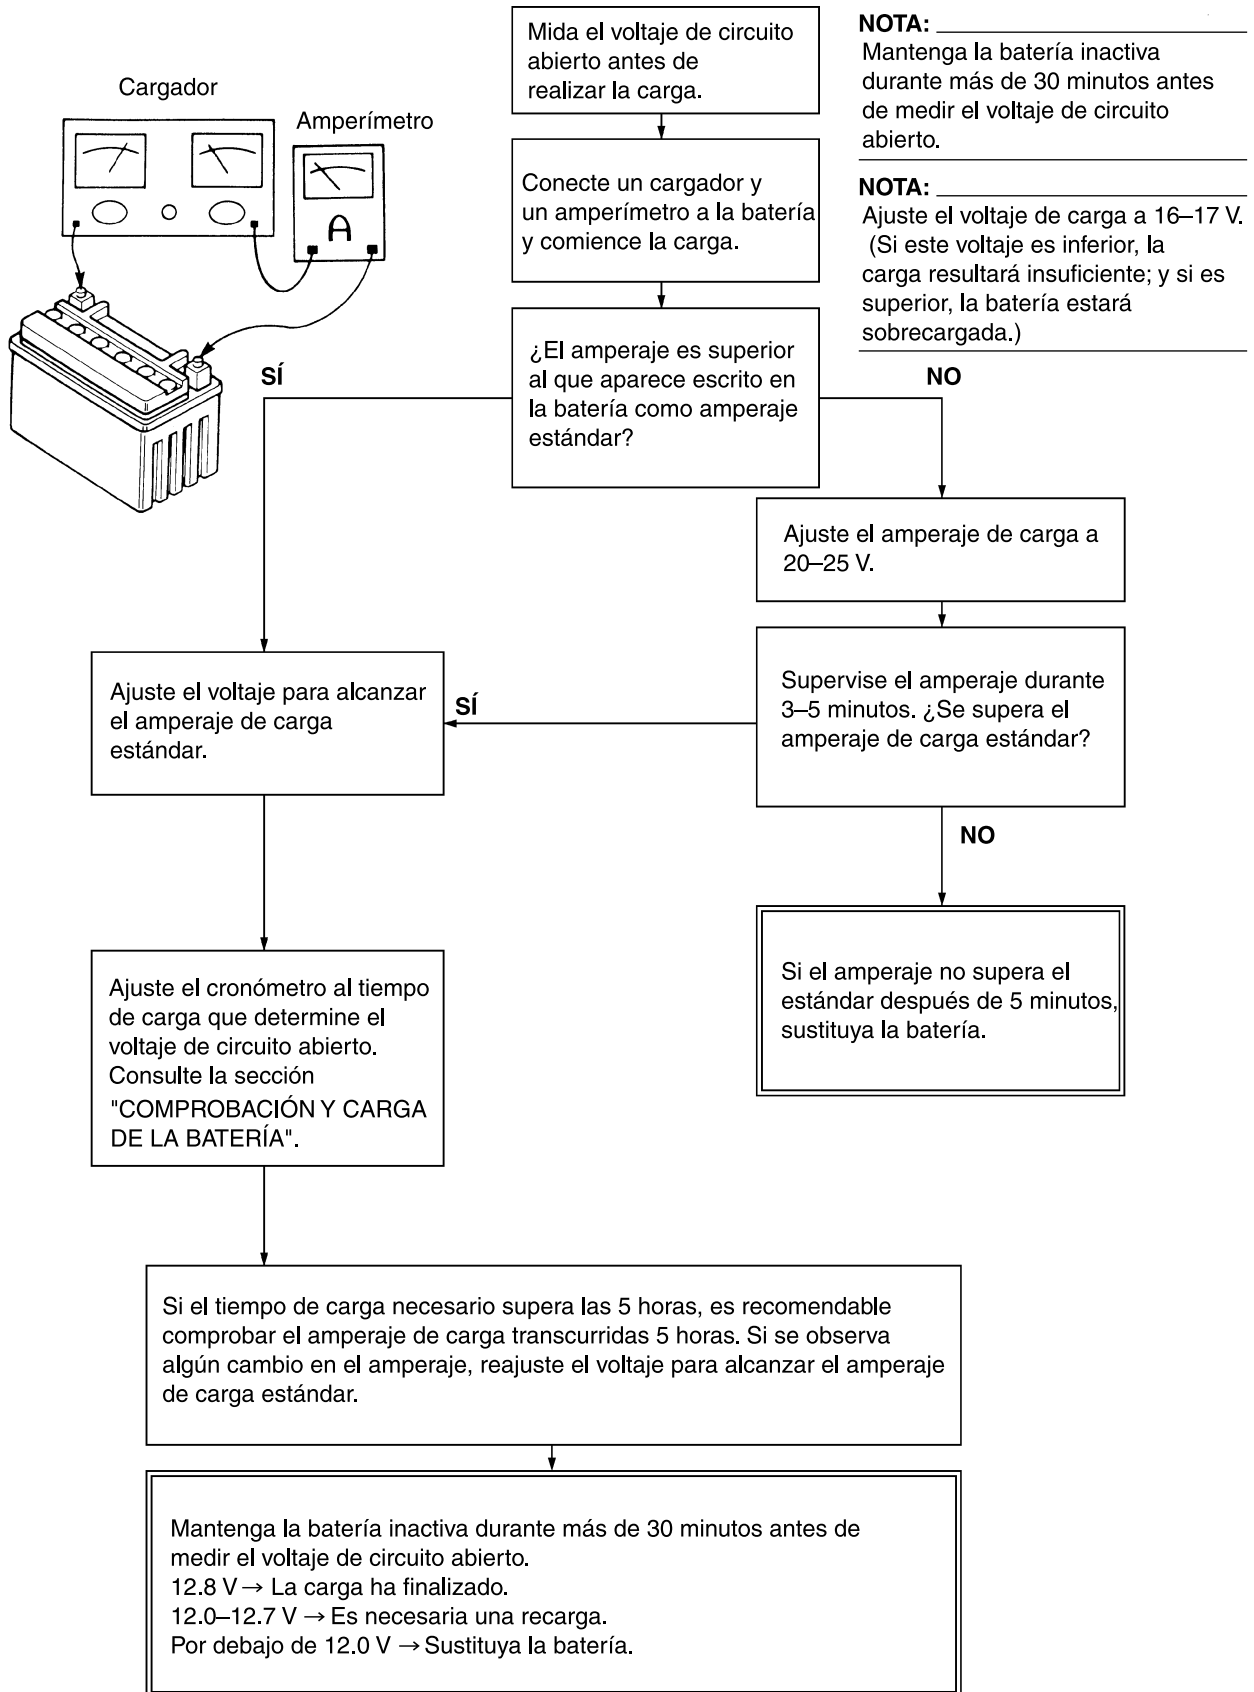 Cargador
Amperímetro
A
Mida el voltaje de circuito
abierto antes de
realizar la carga.
NOTA:
Mantenga la batería inactiva
durante más de 30 minutos antes
de medir el voltaje de circuito
abierto.
Conecte un cargador y
un amperímetro a la batería
y comience la carga.
NOTA:
Ajuste el voltaje de carga a 16–17 V.
(Si este voltaje es inferior, la
carga resultará insuficiente; y si es
superior, la batería estará
sobrecargada.)
¿El amperaje es superior
al que aparece escrito en
la batería como amperaje
estándar?
SÍ
NO
Ajuste el amperaje de carga a
20–25 V.
Ajuste el voltaje para alcanzar
el amperaje de carga
estándar.
SÍ
Supervise el amperaje durante
3–5 minutos. ¿Se supera el
amperaje de carga estándar?
NO
Si el amperaje no supera el
estándar después de 5 minutos,
sustituya la batería.
Ajuste el cronómetro al tiempo
de carga que determine el
voltaje de circuito abierto.
Consulte la sección
"COMPROBACIÓN Y CARGA
DE LA BATERÍA".
Si el tiempo de carga necesario supera las 5 horas, es recomendable
comprobar el amperaje de carga transcurridas 5 horas. Si se observa
algún cambio en el amperaje, reajuste el voltaje para alcanzar el amperaje
de carga estándar.
Mantenga la batería inactiva durante más de 30 minutos antes de
medir el voltaje de circuito abierto.
12.8 V → La carga ha finalizado.
12.0–12.7 V → Es necesaria una recarga.
Por debajo de 12.0 V → Sustituya la batería.